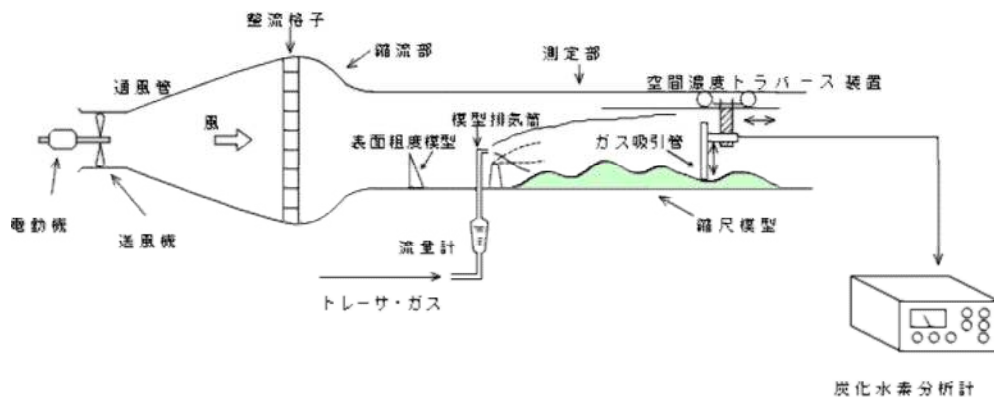 整流格子
縮流部
測定部
通風管
空間濃度トラバース装置
風
模型排気筒
表面粗度模型
ガス吸引管
電動機
送風機
流量計
縮尺模型
トレーサ・ガス
炭化水素分析計